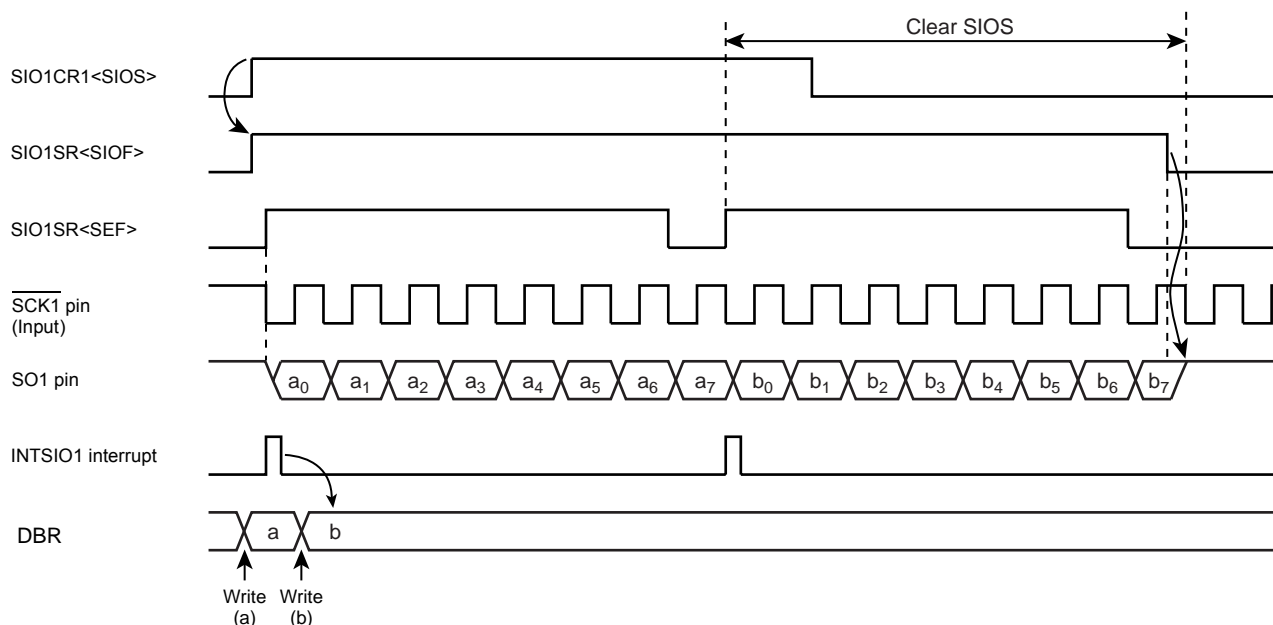 Clear SIOS
SIO1CR1<SIOS>
SIO1SR<SIOF>
SIO1SR<SEF>
SCK1 pin
(Input)
SO1 pin
a0 a1 a2 a3 a4 a5 a6 a7 b0 b1 b2 b3 b4 b5 b6 b7
INTSIO1 interrupt
DBR
a b
Write Write
(a) (b)